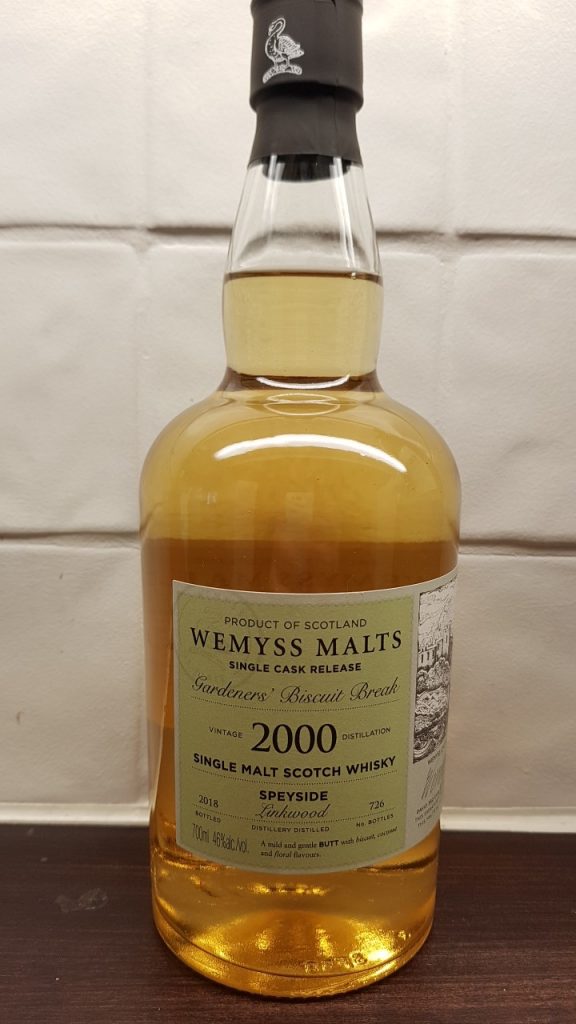 PRODUCT OF SCOTLAND
WEMYSS MALTS
SINGLE CASK RELEASE
Gardeners' Biscuit Break
VINTAGE 2000 DISTILLATION
SINGLE MALT SCOTCH WHISKY
SPEYSIDE
2018 Linkwood 726
BOTTLED DISTILLERY DISTILLED No. BOTTLES
700ml 46%alc/vol. A mild and gentle BUTT with biscuit, coconut
and floral flavours.